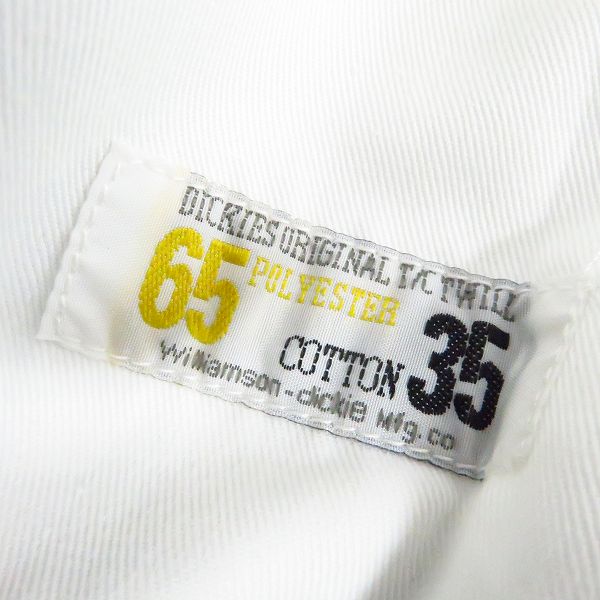 DICKIES ORIGINAL T/C TWILL
65 POLYESTER
COTTON 35
williamson-dickie mfg.co